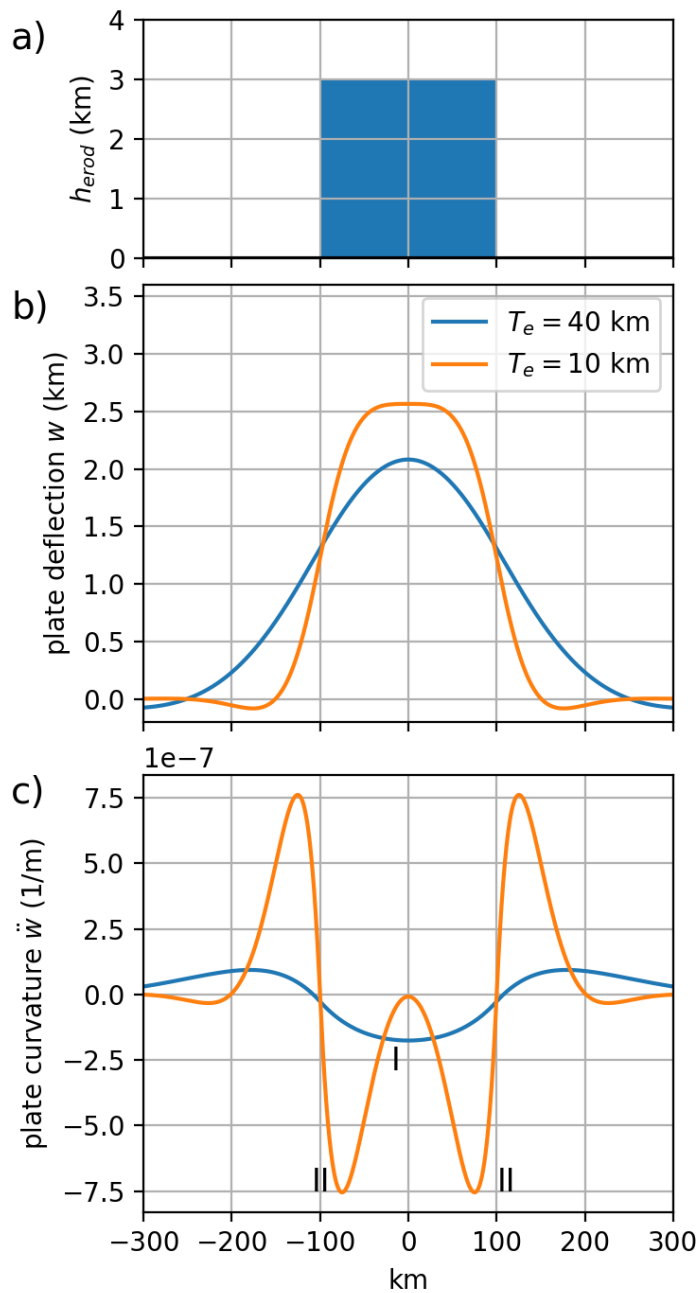 a)
h_erod (km)
4
3
2
1
0
b)
plate deflection w (km)
3.5
3.0
2.5
2.0
1.5
1.0
0.5
0.0
T_e = 40 km
T_e = 10 km
1e−7
c)
plate curvature ẅ (1/m)
7.5
5.0
2.5
0.0
−2.5
−5.0
−7.5
I
II
II
−300 −200 −100 0 100 200 300
km